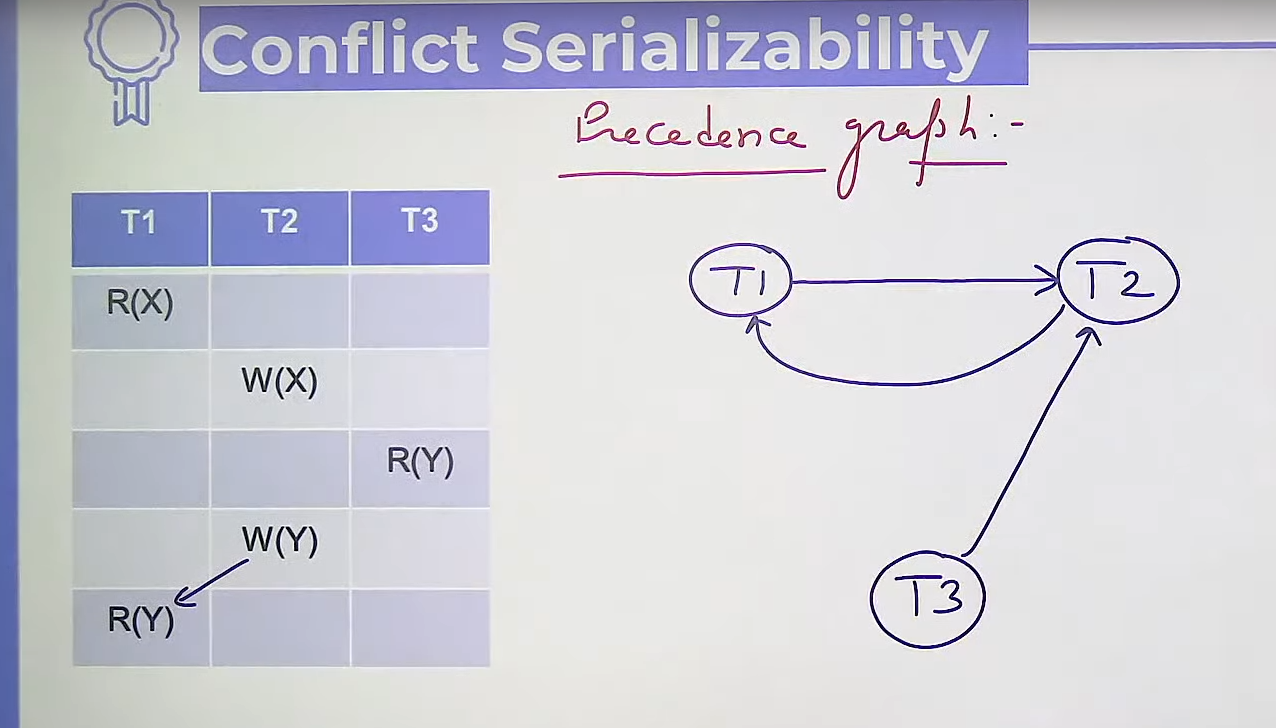 Conflict Serializability
Precedence graph:-
T1 T2 T3
R(X)
W(X)
R(Y)
W(Y)
R(Y)
T1 T2
T3